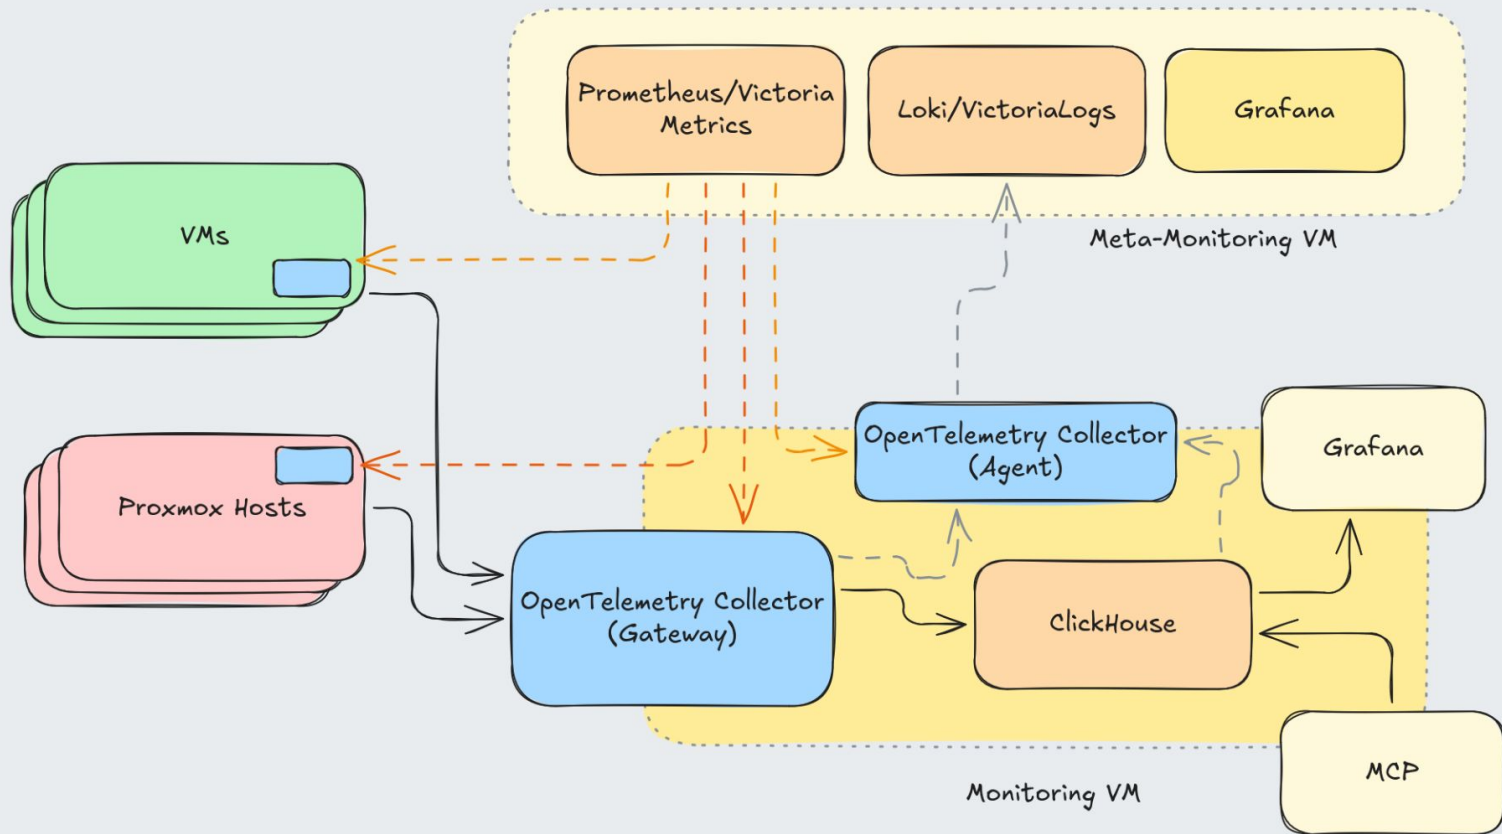 Prometheus/Victoria
Metrics
Loki/VictoriaLogs
Grafana
Meta-Monitoring VM
VMs
Proxmox Hosts
OpenTelemetry Collector
(Agent)
Grafana
OpenTelemetry Collector
(Gateway)
ClickHouse
MCP
Monitoring VM